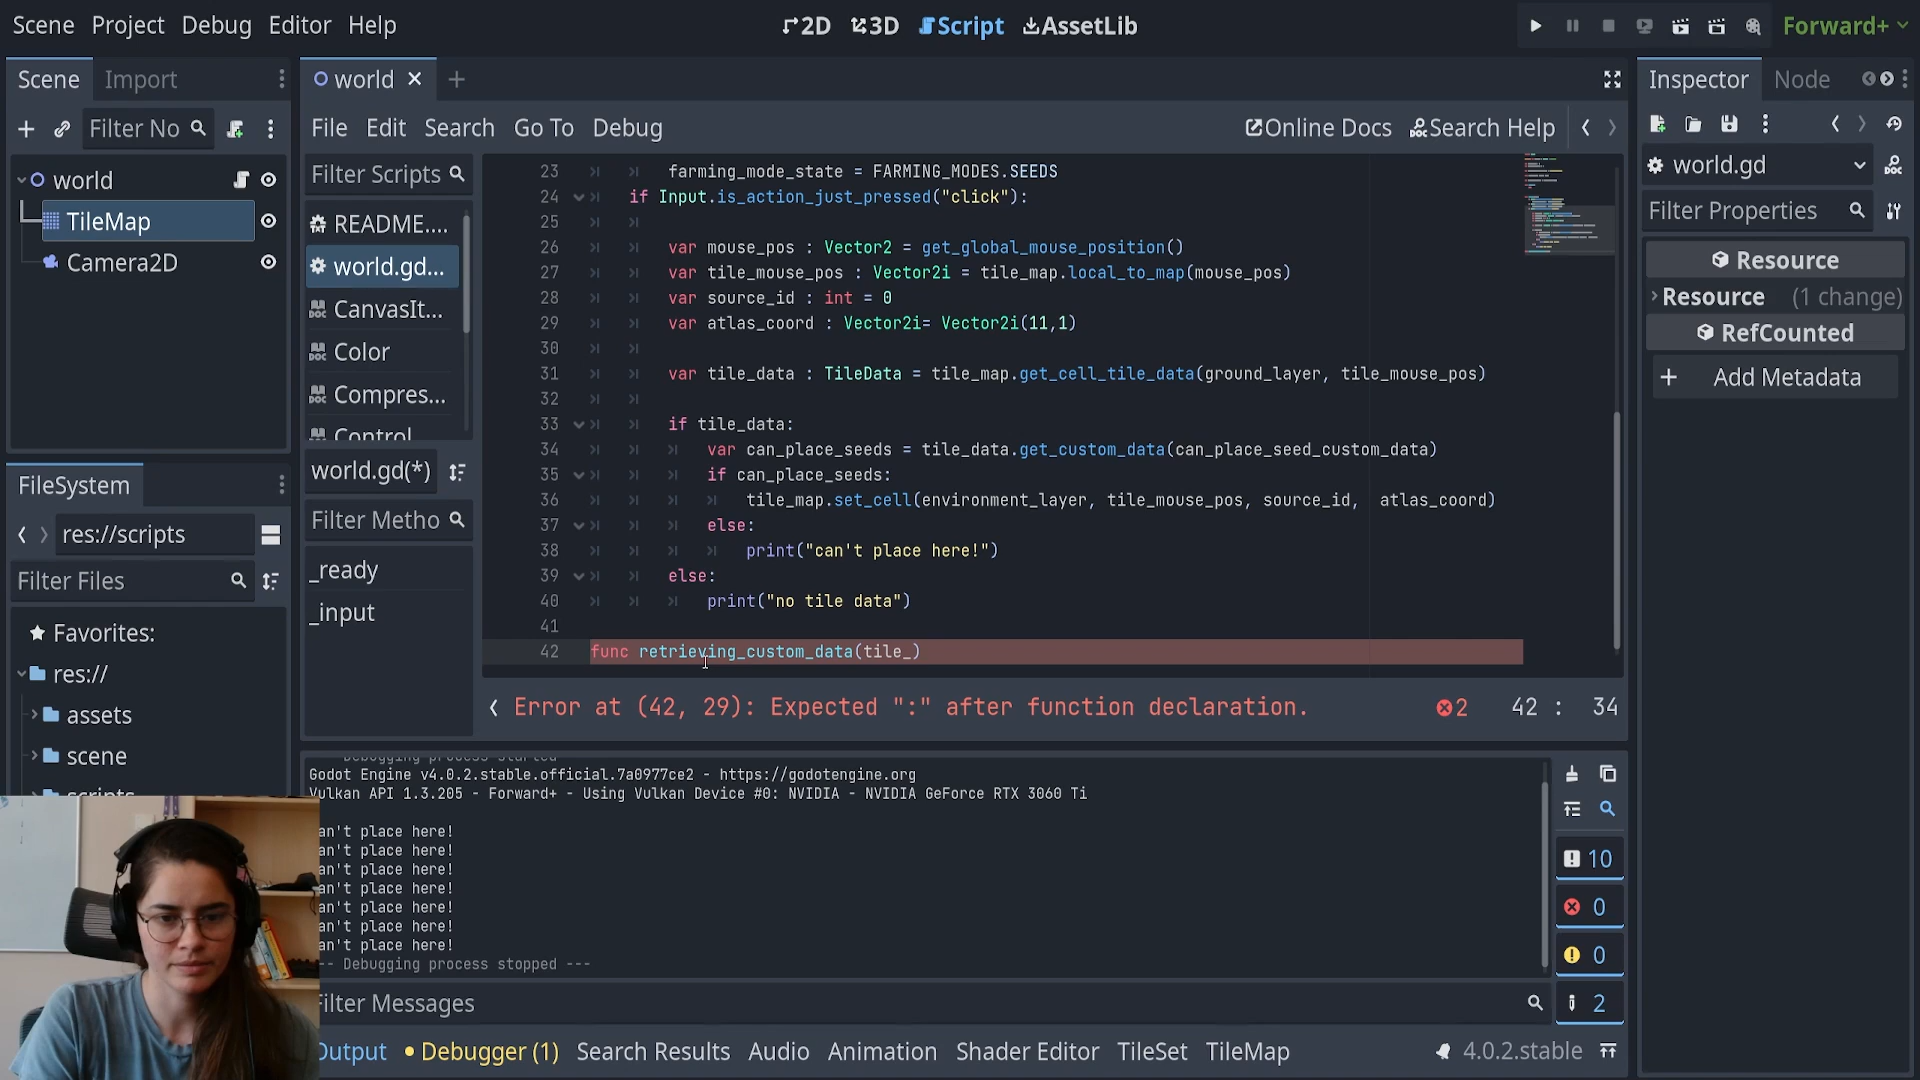 Scene Project Debug Editor Help
2D 3D Script AssetLib
Forward+
Scene Import
Filter No
world
TileMap
Camera2D
FileSystem
res://scripts
Filter Files
Favorites:
res://
assets
scene
world
File Edit Search Go To Debug
Online Docs Search Help
Filter Scripts
README....
world.gd...
CanvasIt...
Color
Compres...
Control
world.gd(*)
Filter Metho
_ready
_input
23 farming_mode_state = FARMING_MODES.SEEDS
24 if Input.is_action_just_pressed("click"):
25
26 var mouse_pos : Vector2 = get_global_mouse_position()
27 var tile_mouse_pos : Vector2i = tile_map.local_to_map(mouse_pos)
28 var source_id : int = 0
29 var atlas_coord : Vector2i= Vector2i(11,1)
30
31 var tile_data : TileData = tile_map.get_cell_tile_data(ground_layer, tile_mouse_pos)
32
33 if tile_data:
34 var can_place_seeds = tile_data.get_custom_data(can_place_seed_custom_data)
35 if can_place_seeds:
36 tile_map.set_cell(environment_layer, tile_mouse_pos, source_id, atlas_coord)
37 else:
38 print("can't place here!")
39 else:
40 print("no tile data")
41
42 func retrieving_custom_data(tile_)
Error at (42, 29): Expected ":" after function declaration.
2 42 : 34
Debugging process started
Godot Engine v4.0.2.stable.official.7a0977ce2 - https://godotengine.org
Vulkan API 1.3.205 - Forward+ - Using Vulkan Device #0: NVIDIA - NVIDIA GeForce RTX 3060 Ti
an't place here!
an't place here!
an't place here!
an't place here!
an't place here!
an't place here!
an't place here!
-- Debugging process stopped ---
10
0
0
2
ilter Messages
Output Debugger (1) Search Results Audio Animation Shader Editor TileSet TileMap
4.0.2.stable
Inspector Node
world.gd
Filter Properties
Resource
Resource (1 change)
RefCounted
Add Metadata